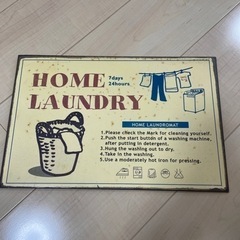 HOME
7days
24hours
LAUNDRY
HOME LAUNDROMAT
1.Please check the Mark for cleaning yourself.
2.Push the start button of a washing machine,
after putting in detergent.
3.Hung the washing out to dry.
4.Take in the washing.
5.Use a moderately hot iron for pressing.